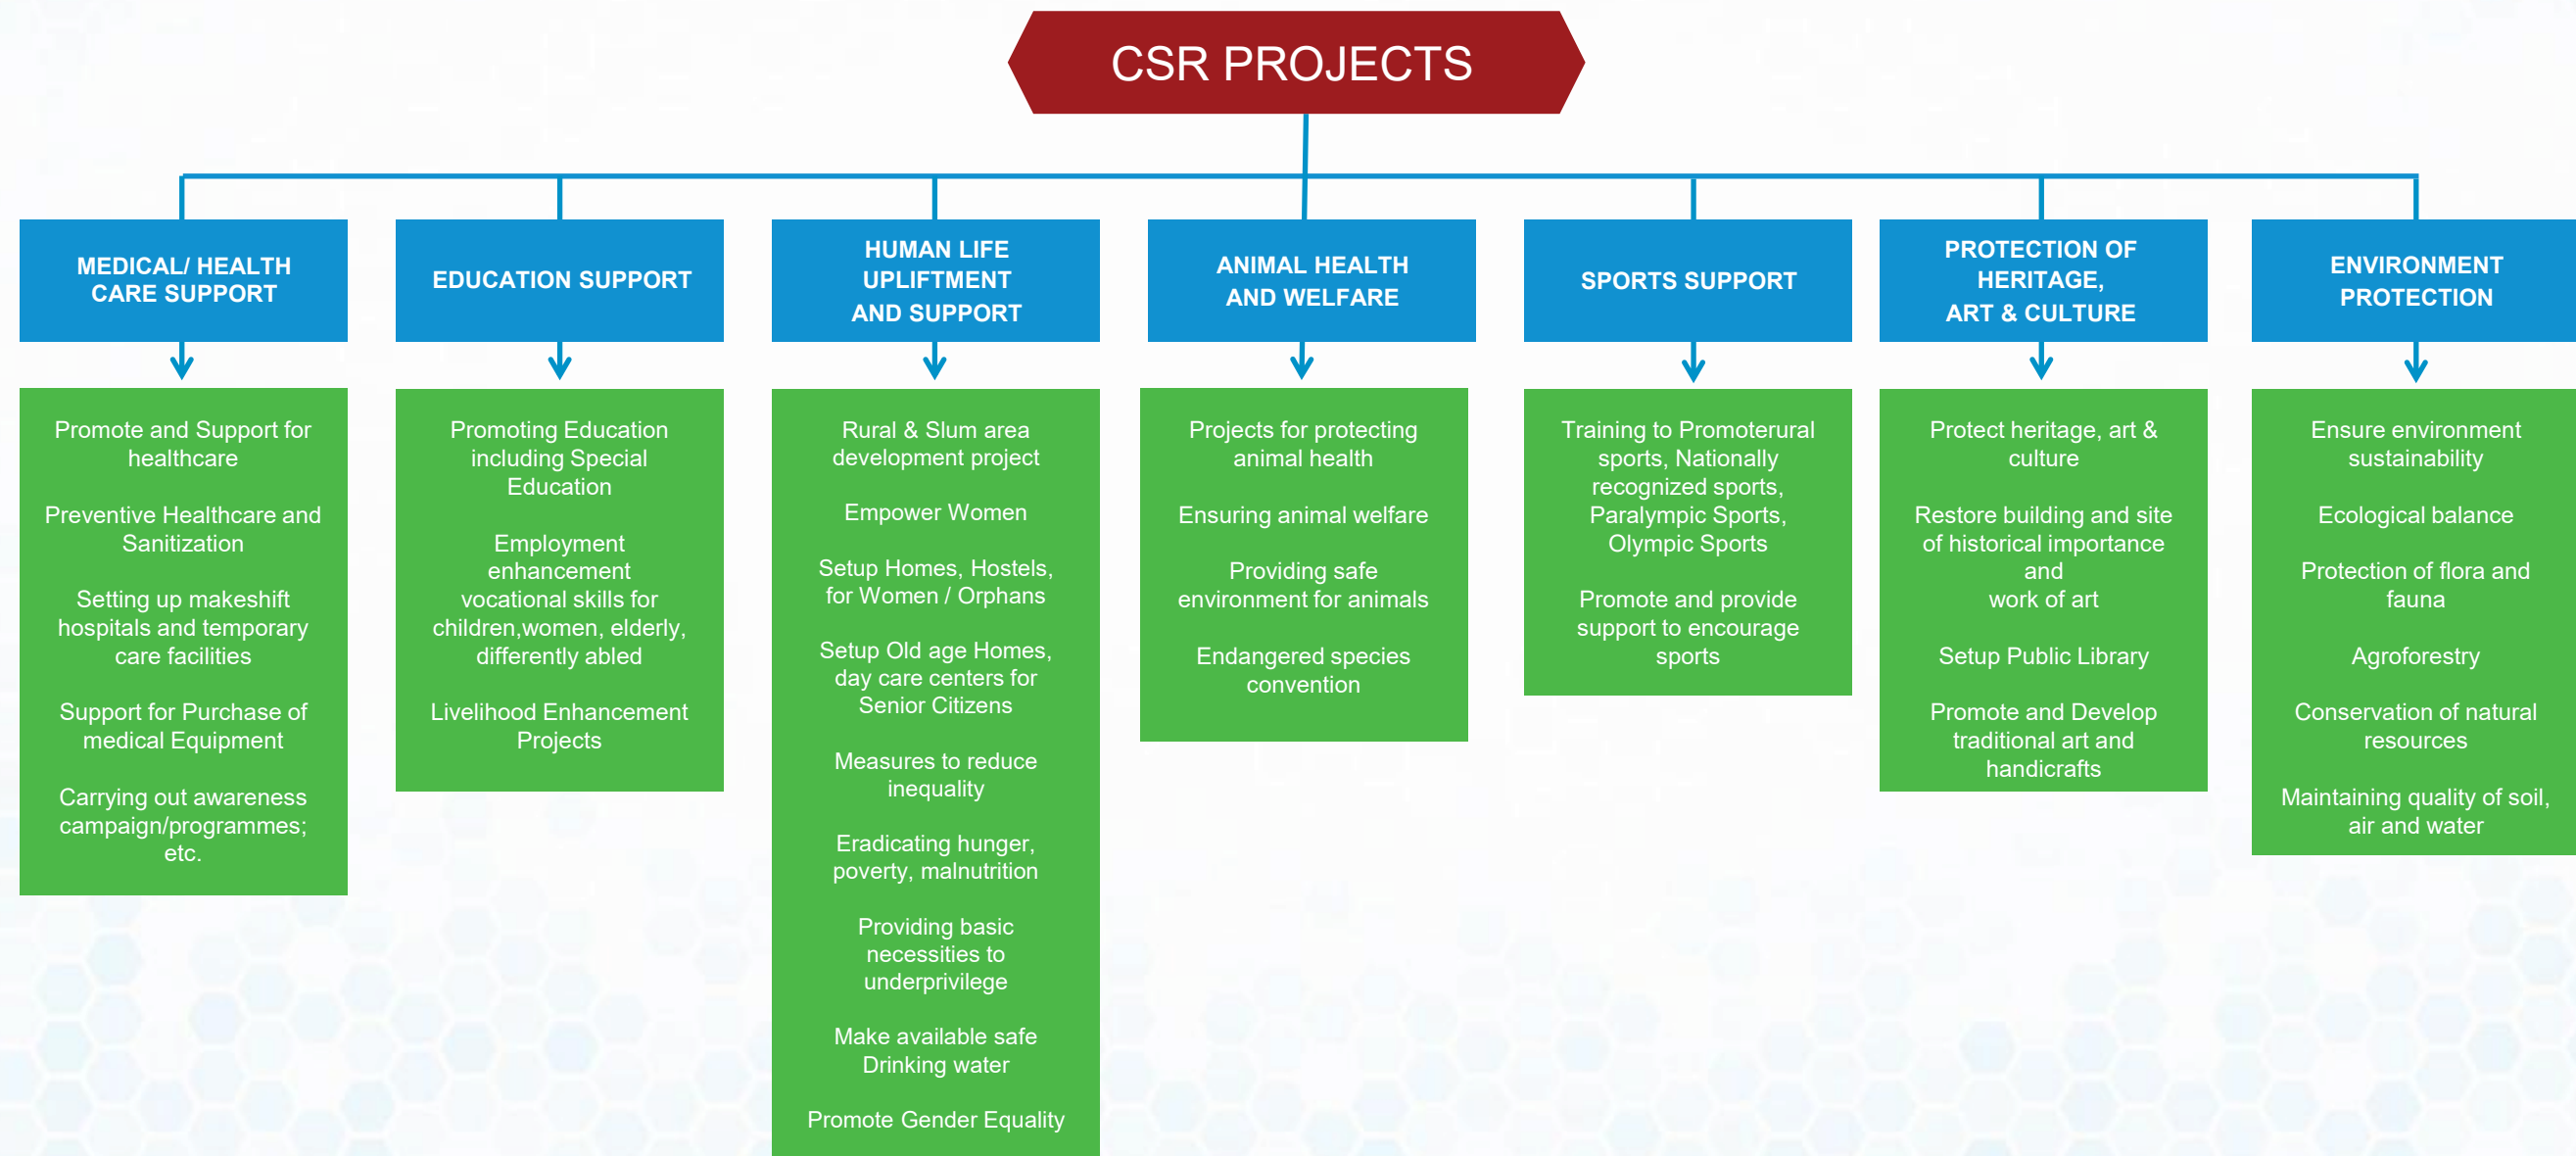 CSR PROJECTS
MEDICAL/ HEALTH
CARE SUPPORT
Promote and Support for
healthcare
Preventive Healthcare and
Sanitization
Setting up makeshift
hospitals and temporary
care facilities
Support for Purchase of
medical Equipment
Carrying out awareness
campaign/programmes;
etc.
EDUCATION SUPPORT
Promoting Education
including Special
Education
Employment
enhancement
vocational skills for
children,women, elderly,
differently abled
Livelihood Enhancement
Projects
HUMAN LIFE
UPLIFTMENT
AND SUPPORT
Rural & Slum area
development project
Empower Women
Setup Homes, Hostels,
for Women / Orphans
Setup Old age Homes,
day care centers for
Senior Citizens
Measures to reduce
inequality
Eradicating hunger,
poverty, malnutrition
Providing basic
necessities to
underprivilege
Make available safe
Drinking water
Promote Gender Equality
ANIMAL HEALTH
AND WELFARE
Projects for protecting
animal health
Ensuring animal welfare
Providing safe
environment for animals
Endangered species
convention
SPORTS SUPPORT
Training to Promoterural
sports, Nationally
recognized sports,
Paralympic Sports,
Olympic Sports
Promote and provide
support to encourage
sports
PROTECTION OF
HERITAGE,
ART & CULTURE
Protect heritage, art &
culture
Restore building and site
of historical importance
and
work of art
Setup Public Library
Promote and Develop
traditional art and
handicrafts
ENVIRONMENT
PROTECTION
Ensure environment
sustainability
Ecological balance
Protection of flora and
fauna
Agroforestry
Conservation of natural
resources
Maintaining quality of soil,
air and water